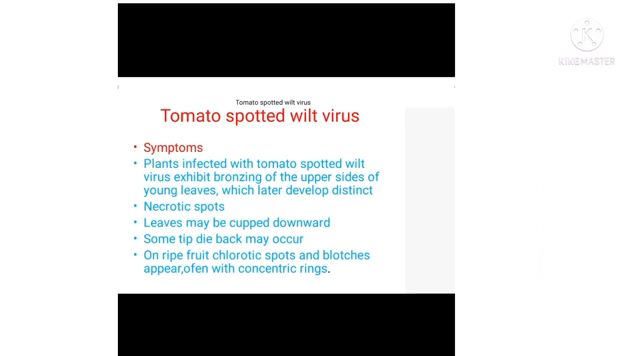 Tomato spotted wilt virus
Tomato spotted wilt virus
• Symptoms
• Plants infected with tomato spotted wilt
virus exhibit bronzing of the upper sides of
young leaves, which later develop distinct
• Necrotic spots
• Leaves may be cupped downward
• Some tip die back may occur
• On ripe fruit chlorotic spots and blotches
appear,ofen with concentric rings.
K
KINEMASTER